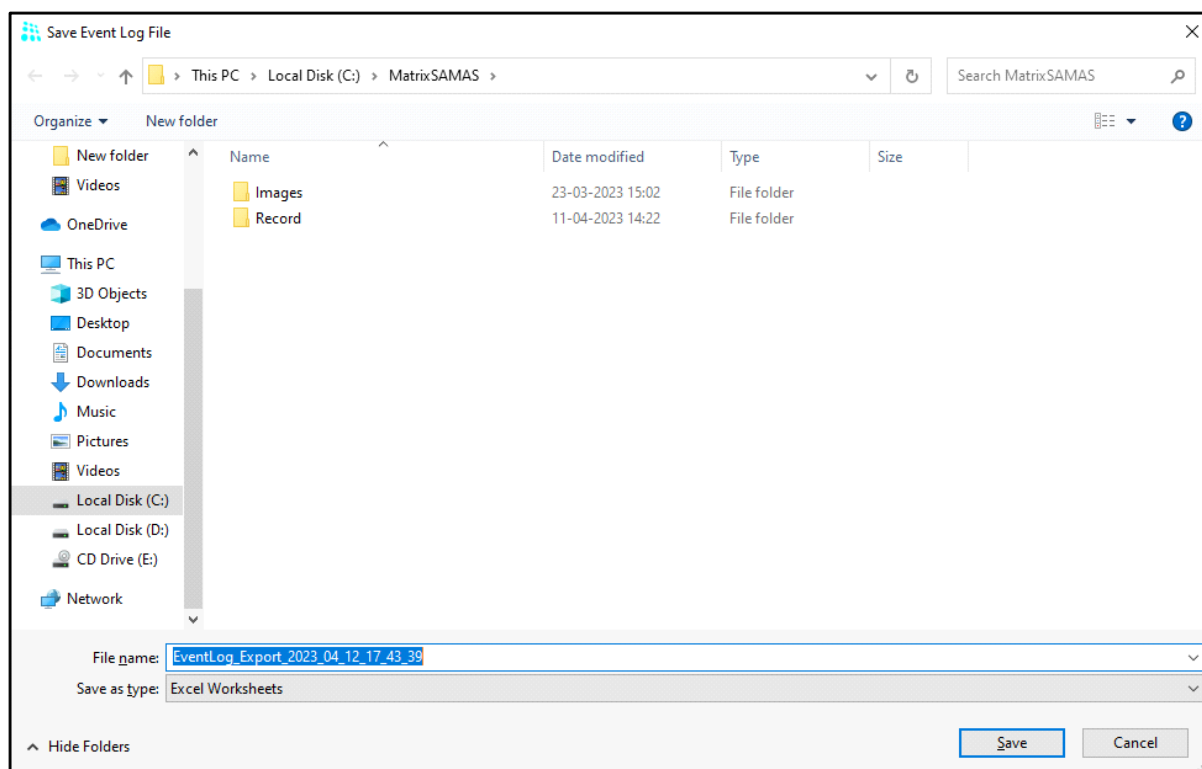 Save Event Log File
This PC > Local Disk (C:) > MatrixSAMAS >
Search MatrixSAMAS
Organize
New folder
?
New folder
Videos
OneDrive
This PC
3D Objects
Desktop
Documents
Downloads
Music
Pictures
Videos
Local Disk (C:)
Local Disk (D:)
CD Drive (E:)
Network
Name Date modified Type Size
Images 23-03-2023 15:02 File folder
Record 11-04-2023 14:22 File folder
File name: EventLog_Export_2023_04_12_17_43_39
Save as type: Excel Worksheets
Hide Folders
Save
Cancel